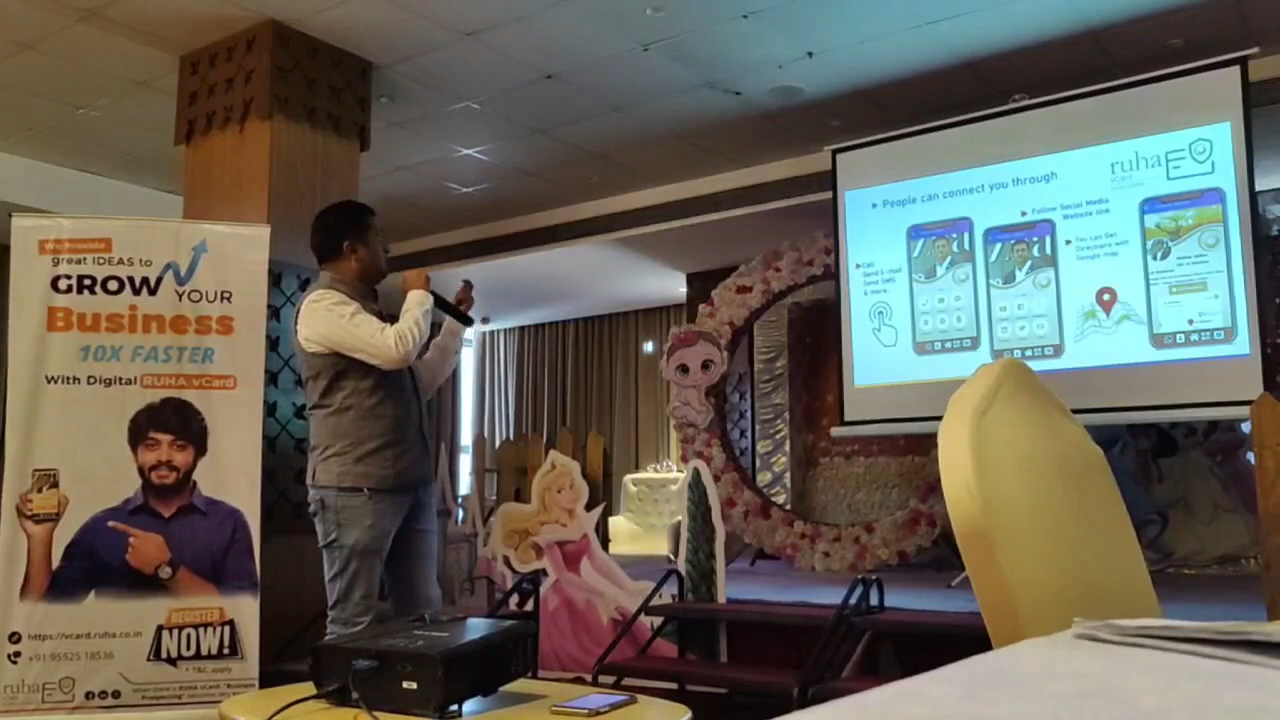 We Provide
great IDEAS to
GROW
YOUR
Business
10X FASTER
With Digital RUHA vCard
https://vcard.ruha.co.in
+91 95525 18536
REGISTER
NOW!
* T&C apply
ruha
ruha
vCard
People can connect you through
Follow Social Media
Website link
Call
Send E-mail
Send SMS
& more..
You can Get
Directions with
Google map